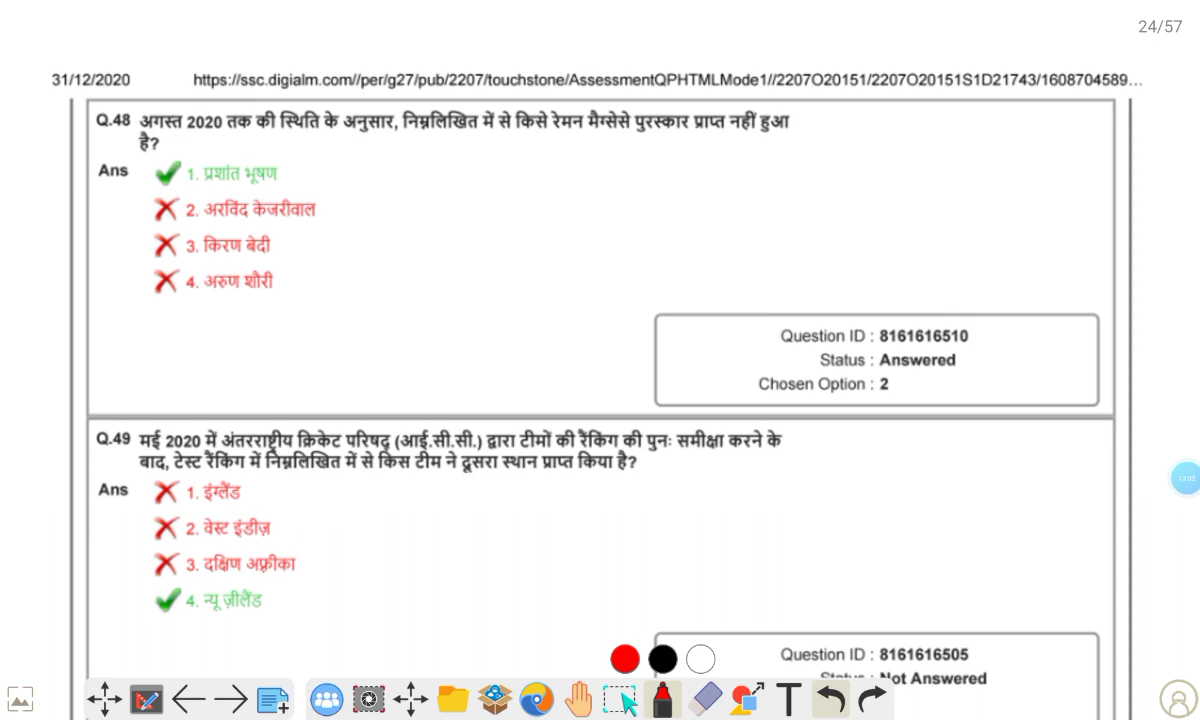 24/57
31/12/2020 https://ssc.digialm.com//per/g27/pub/2207/touchstone/AssessmentQPHTMLMode1//2207O20151/2207O20151S1D21743/1608704589...
Q.48 अगस्त 2020 तक की स्थिति के अनुसार, निम्नलिखित में से किसे रेमन मैग्सेसे पुरस्कार प्राप्त नहीं हुआ
है?
Ans 1. प्रशांत भूषण
2. अरविंद केजरीवाल
3. किरण बेदी
4. अरुण शौरी
Question ID : 8161616510
Status : Answered
Chosen Option : 2
Q.49 मई 2020 में अंतरराष्ट्रीय क्रिकेट परिषद् (आई.सी.सी.) द्वारा टीमों की रैंकिंग की पुनः समीक्षा करने के
बाद, टेस्ट रैंकिंग में निम्नलिखित में से किस टीम ने दूसरा स्थान प्राप्त किया है?
Ans 1. इंग्लैंड
2. वेस्ट इंडीज़
3. दक्षिण अफ़्रीका
4. न्यू ज़ीलैंड
13:02
Question ID : 8161616505
Status : Not Answered
T